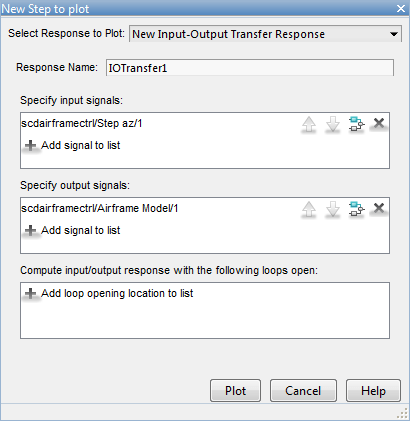 New Step to plot
Select Response to Plot: New Input-Output Transfer Response
Response Name: IOTransfer1
Specify input signals:
scdairframectrl/Step az/1
Add signal to list
Specify output signals:
scdairframectrl/Airframe Model/1
Add signal to list
Compute input/output response with the following loops open:
Add loop opening location to list
Plot Cancel Help